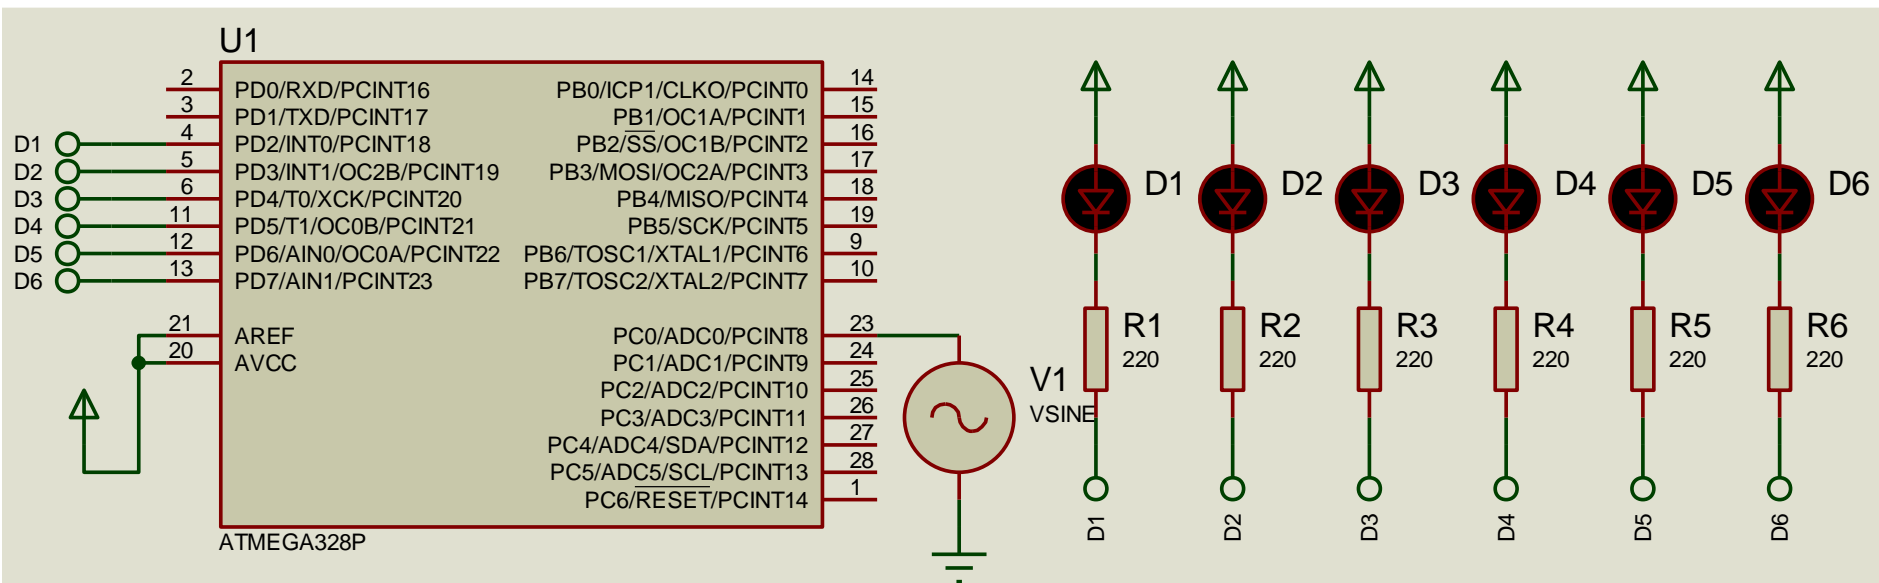 U1
2 PD0/RXD/PCINT16 PB0/ICP1/CLKO/PCINT0 14
3 PD1/TXD/PCINT17 PB1/OC1A/PCINT1 15
D1 4 PD2/INT0/PCINT18 PB2/SS/OC1B/PCINT2 16
D2 5 PD3/INT1/OC2B/PCINT19 PB3/MOSI/OC2A/PCINT3 17
D3 6 PD4/T0/XCK/PCINT20 PB4/MISO/PCINT4 18
D4 11 PD5/T1/OC0B/PCINT21 PB5/SCK/PCINT5 19
D5 12 PD6/AIN0/OC0A/PCINT22 PB6/TOSC1/XTAL1/PCINT6 9
D6 13 PD7/AIN1/PCINT23 PB7/TOSC2/XTAL2/PCINT7 10
21 AREF PC0/ADC0/PCINT8 23
20 AVCC PC1/ADC1/PCINT9 24
PC2/ADC2/PCINT10 25
PC3/ADC3/PCINT11 26
PC4/ADC4/SDA/PCINT12 27
PC5/ADC5/SCL/PCINT13 28
PC6/RESET/PCINT14 1
ATMEGA328P
V1
VSINE
D1 D2 D3 D4 D5 D6
R1 R2 R3 R4 R5 R6
220 220 220 220 220 220
D1 D2 D3 D4 D5 D6